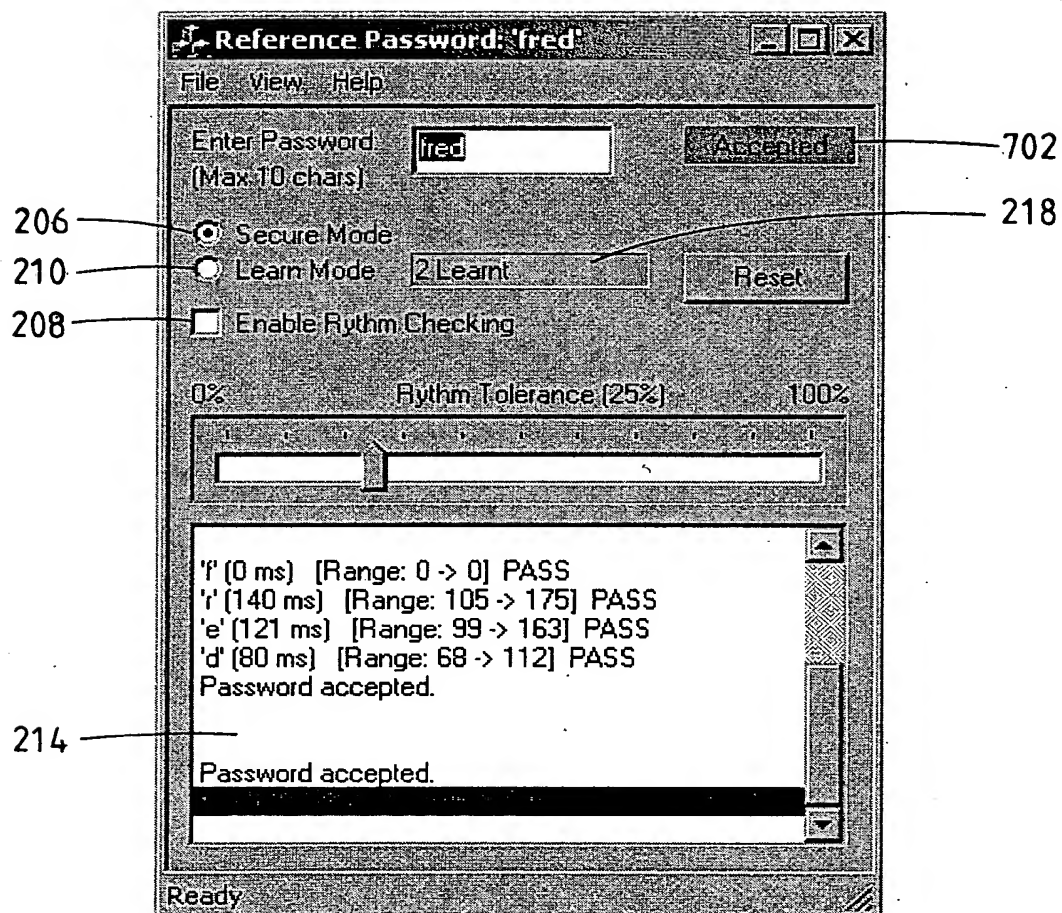 Reference Password: 'fred'
File View Help
Enter Password (Max 10 chars)
fred
Accepted
702
206
Secure Mode
218
210
Learn Mode
2 Learnt
Reset
208
Enable Rythm Checking
0% Rythm Tolerance (25%) 100%
'f' (0 ms) [Range: 0 -> 0] PASS
'r' (140 ms) [Range: 105 -> 175] PASS
'e' (121 ms) [Range: 99 -> 163] PASS
'd' (80 ms) [Range: 68 -> 112] PASS
Password accepted.
214
Password accepted.
Ready